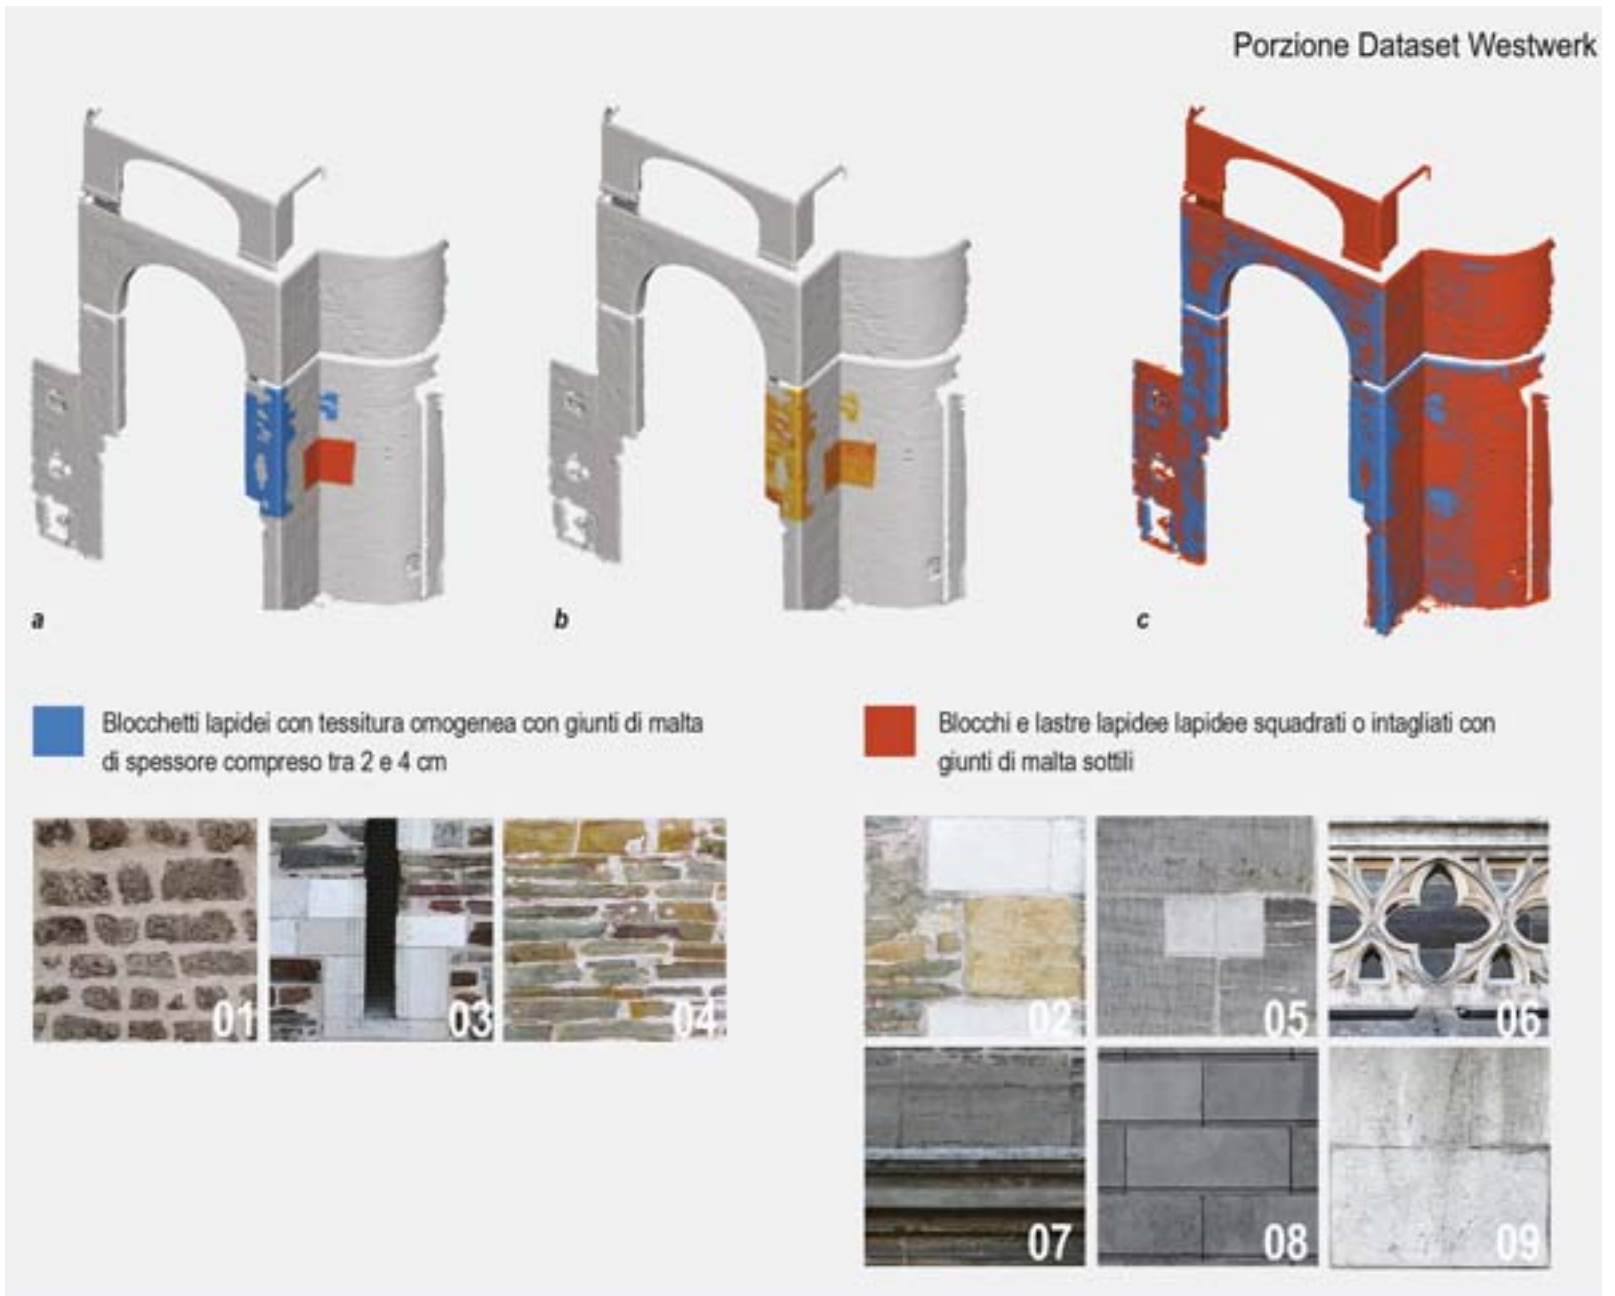 Porzione Dataset Westwerk
a
b
c
Blocchetti lapidei con tessitura omogenea con giunti di malta
di spessore compreso tra 2 e 4 cm
Blocchi e lastre lapidee lapidee squadrati o intagliati con
giunti di malta sottili
01
03
04
02
05
06
07
08
09